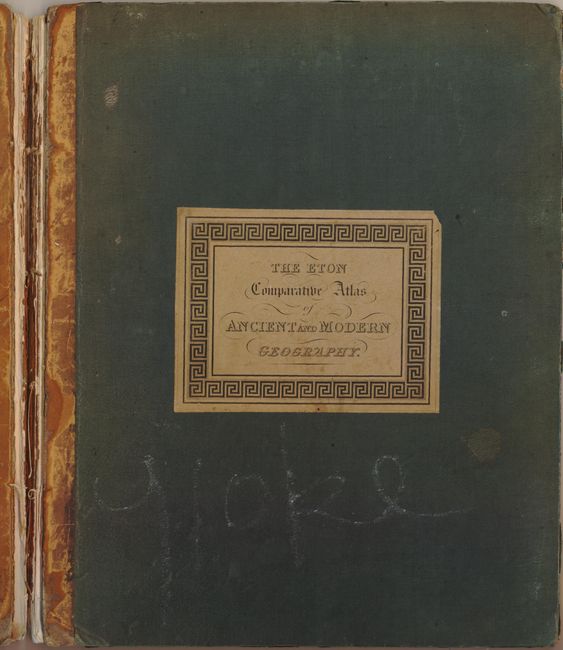 THE ETON
Comparative Atlas
of
ANCIENT AND MODERN
GEOGRAPHY.